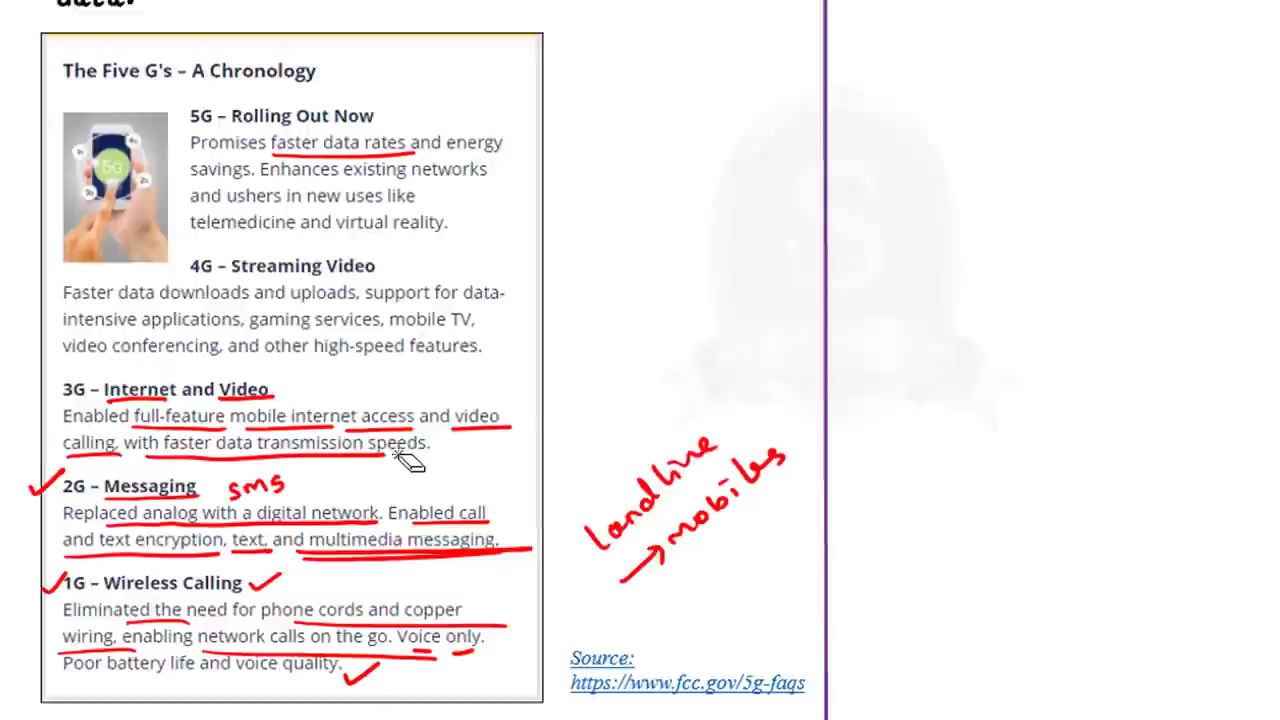 data.
The Five G's – A Chronology
5G – Rolling Out Now
Promises faster data rates and energy
savings. Enhances existing networks
and ushers in new uses like
telemedicine and virtual reality.
5G
4G – Streaming Video
Faster data downloads and uploads, support for data-
intensive applications, gaming services, mobile TV,
video conferencing, and other high-speed features.
3G – Internet and Video
Enabled full-feature mobile internet access and video
calling, with faster data transmission speeds.
2G – Messaging sms
Replaced analog with a digital network. Enabled call
and text encryption, text, and multimedia messaging.
1G – Wireless Calling
Eliminated the need for phone cords and copper
wiring, enabling network calls on the go. Voice only.
Poor battery life and voice quality.
landline
→ mobiles
Source:
https://www.fcc.gov/5g-faqs
S